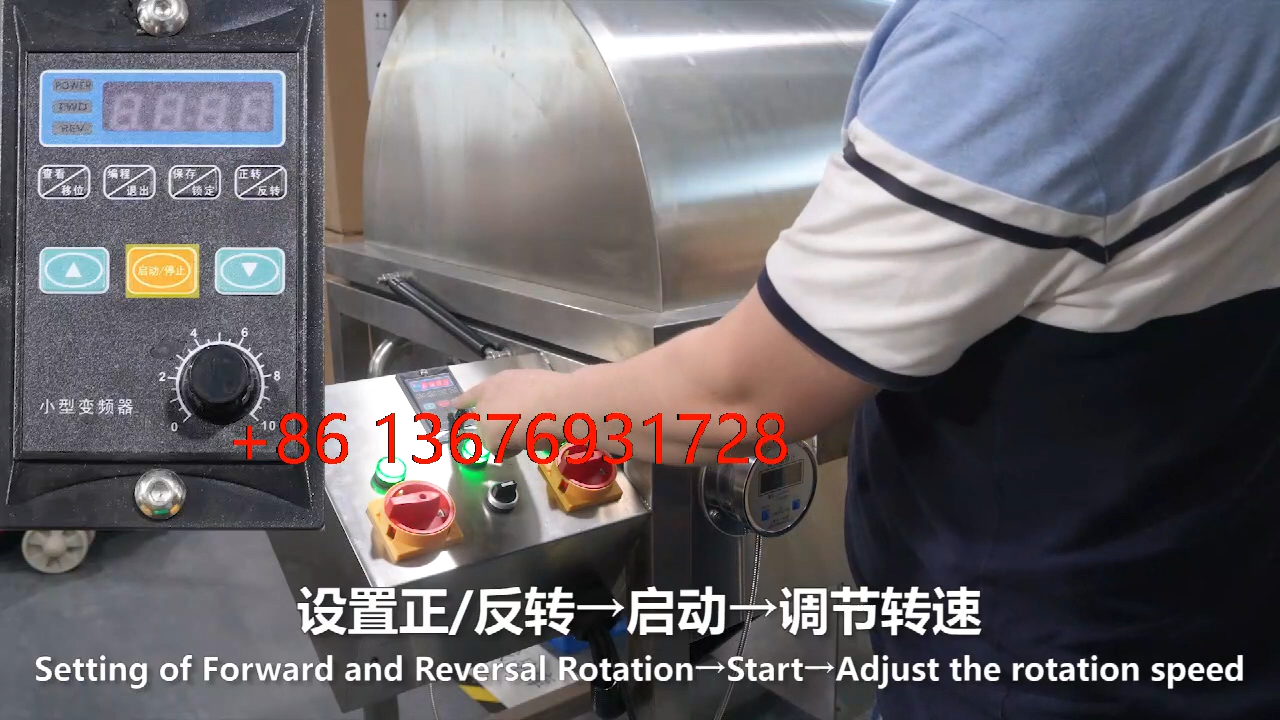 POWER
FWD
REV
查看/移位
编程/退出
保存/锁定
正转/反转
启动/停止
4 6
2 8
0 10
小型变频器
+86 13676931728
设置正/反转→启动→调节转速
Setting of Forward and Reversal Rotation→Start→Adjust the rotation speed